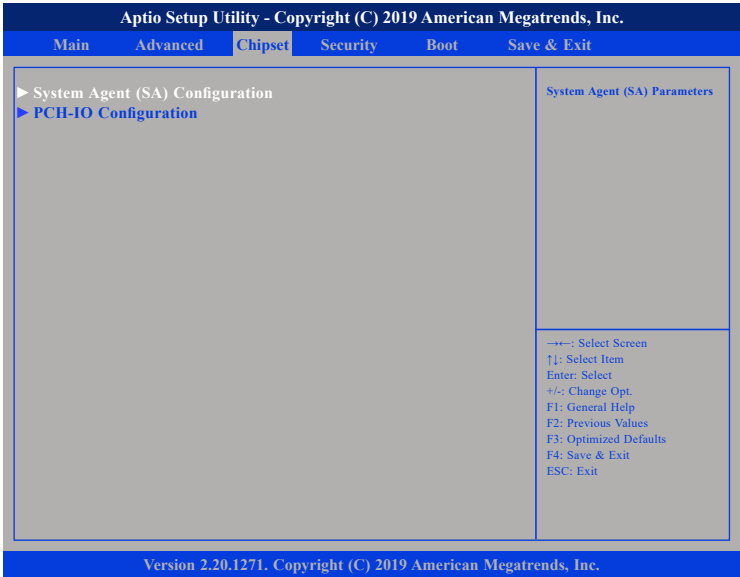 Aptio Setup Utility - Copyright (C) 2019 American Megatrends, Inc.
Main Advanced Chipset Security Boot Save & Exit
► System Agent (SA) Configuration
► PCH-IO Configuration
System Agent (SA) Parameters
→←: Select Screen
↑↓: Select Item
Enter: Select
+/-: Change Opt.
F1: General Help
F2: Previous Values
F3: Optimized Defaults
F4: Save & Exit
ESC: Exit
Version 2.20.1271. Copyright (C) 2019 American Megatrends, Inc.